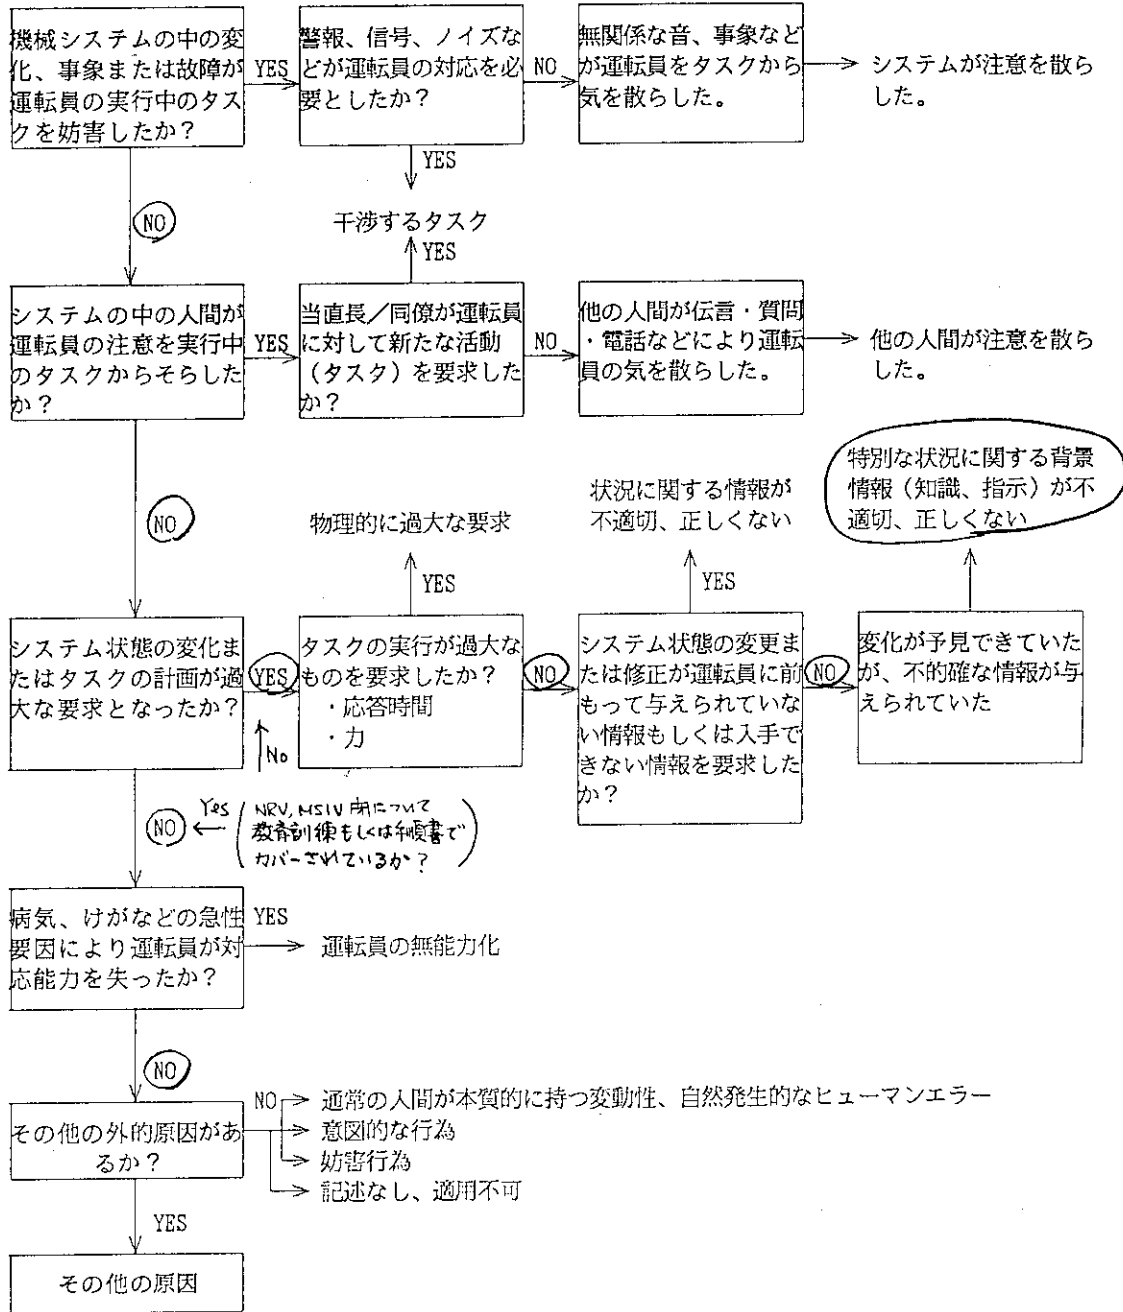 機械システムの中の変
化、事象または故障が
運転員の実行中のタス
クを妨害したか?
YES
警報、信号、ノイズな
どが運転員の対応を必
要としたか?
NO
無関係な音、事象など
が運転員をタスクから
気を散らした。
システムが注意を散ら
した。
YES
NO
干渉するタスク
YES
システムの中の人間が
運転員の注意を実行中
のタスクからそらした
か?
YES
当直長/同僚が運転員
に対して新たな活動
(タスタ)を要求した
か?
NO
他の人間が伝言・質問
・電話などにより運転
員の気を散らした。
他の人間が注意を散ら
した。
NO
物理的に過大な要求
状況に関する情報が
不適切、正しくない
特別な状況に関する背景
情報(知識、指示)が不
適切、正しくない
YES
YES
システム状態の変化ま
たはタスクの計画が過
大な要求となったか?
YES
No
タスクの実行が過大な
ものを要求したか?
・応答時間
・力
NO
システム状態の変更ま
たは修正が運転員に前
もって与えられていな
い情報もしくは入手で
きない情報を要求した
か?
NO
変化が予見できていた
が、不的確な情報が与
えられていた
NO
Yes
(NRV, MSIV 閉について
教育訓練もしくは手順書で
カバーされているか?)
病気、けがなどの急性
要因により運転員が対
応能力を失ったか?
YES
運転員の無能力化
NO
その他の外的原因があ
るか?
NO
通常の人間が本質的に持つ変動性、自然発生的なヒューマンエラー
意図的な行為
妨害行為
記述なし、適用不可
YES
その他の原因